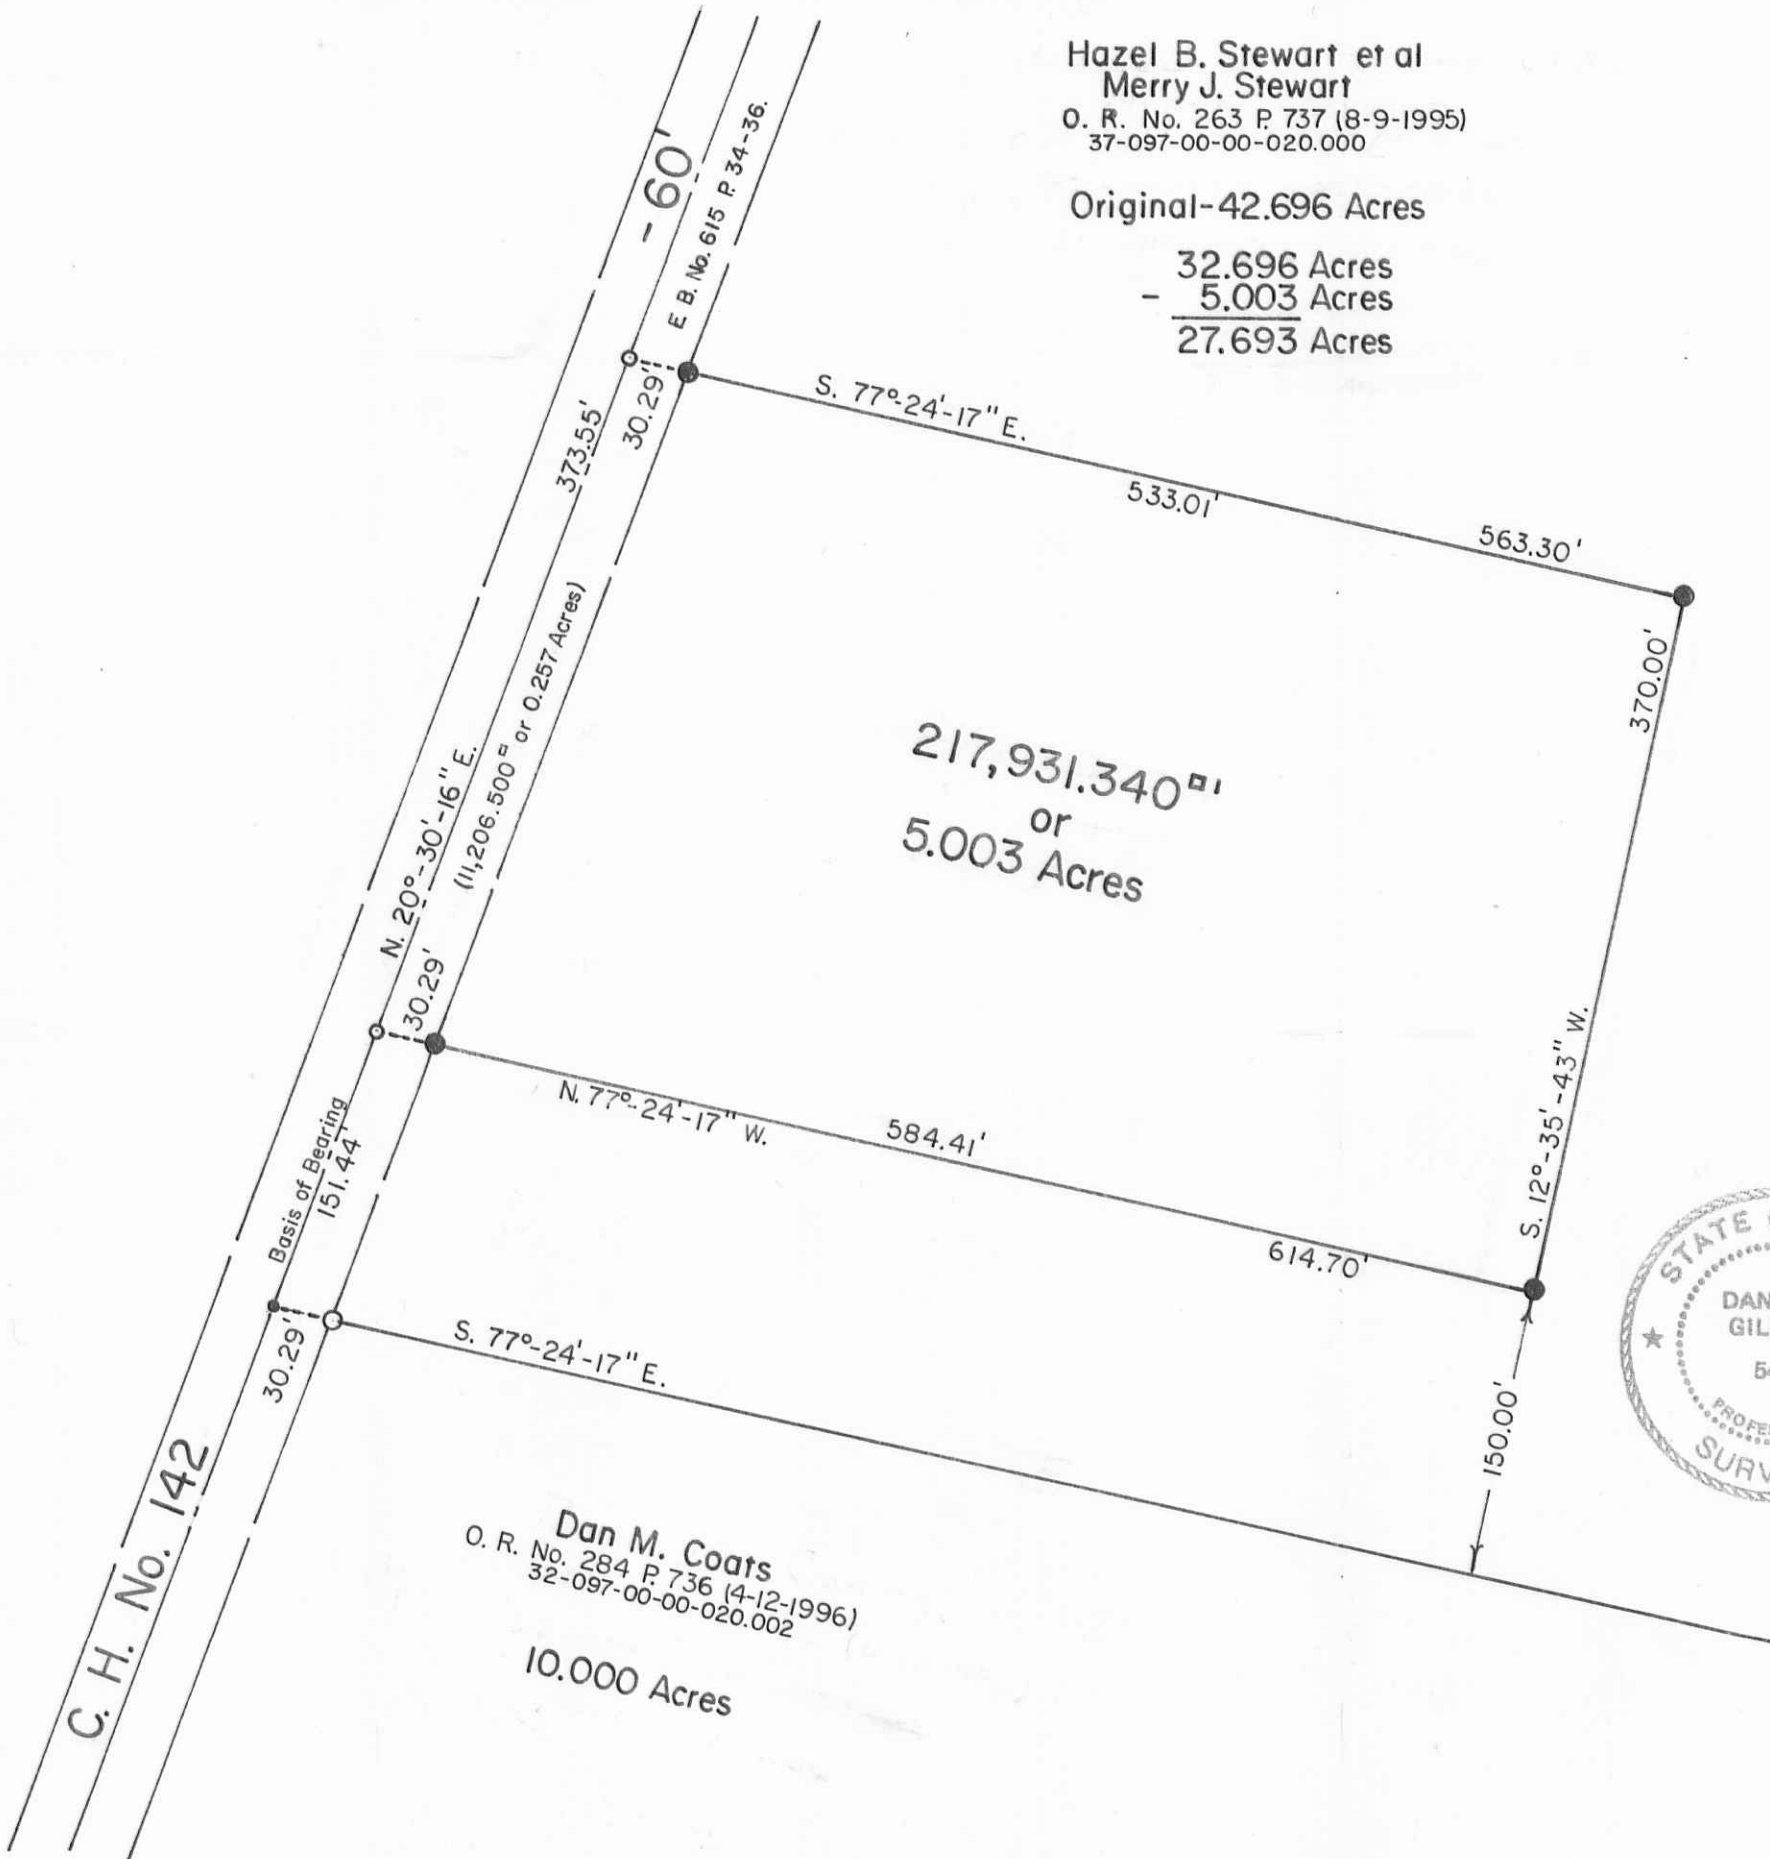 Hazel B. Stewart et al
Merry J. Stewart
O. R. No. 263 P. 737 (8-9-1995)
37-097-00-00-020.000
Original-42.696 Acres
32.696 Acres
- 5.003 Acres
27.693 Acres
- 60'
E B. No. 615 P. 34-36.
30.29'
373.55'
S. 77°-24'-17" E.
533.01'
563.30'
370.00'
(11,206.500 or 0.257 Acres)
217,931.340 □'
or
5.003 Acres
N. 20°-30'-16" E.
30.29'
N. 77°-24'-17" W.
584.41'
614.70'
S. 12°-35'-43" W.
Basis of Bearing
151.44'
30.29'
S. 77°-24'-17" E.
150.00'
STATE
DAN
GIL
PROFE
SURV
C. H. No. 142
Dan M. Coats
O. R. No. 284 P. 736 (4-12-1996)
32-097-00-00-020.002
10.000 Acres